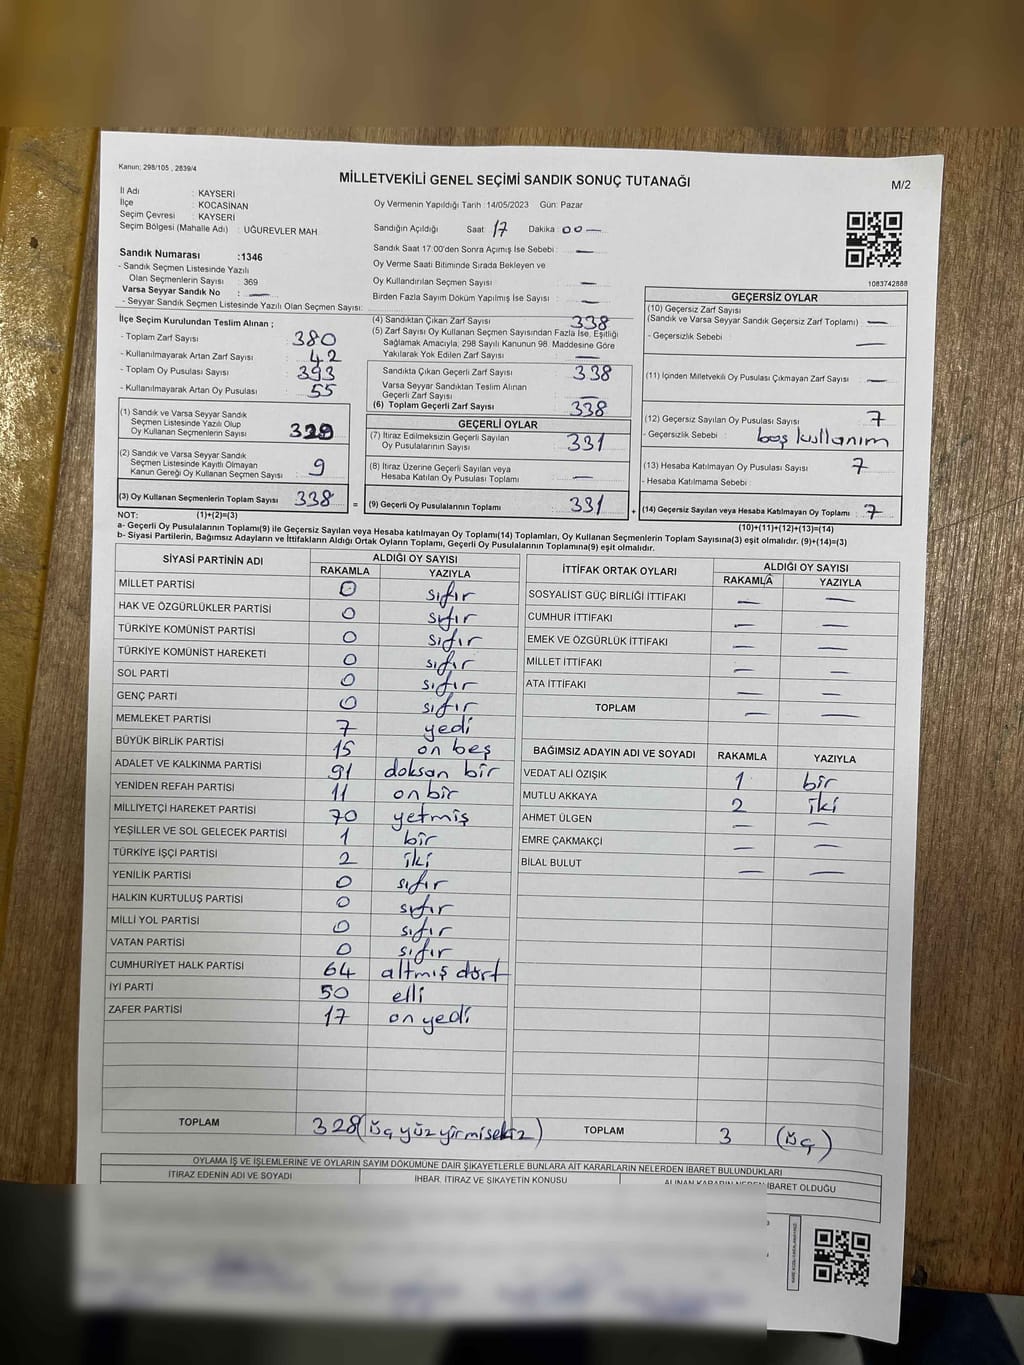 Kanun; 298/105 , 2839/4
MİLLETVEKİLİ GENEL SEÇİMİ SANDIK SONUÇ TUTANAĞI
M/2
İl Adı : KAYSERİ
İlçe : KOCASİNAN
Seçim Çevresi : KAYSERİ
Seçim Bölgesi (Mahalle Adı) : UĞUREVLER MAH.
Sandık Numarası :1346
- Sandık Seçmen Listesinde Yazılı
Olan Seçmenlerin Sayısı : 369
Varsa Seyyar Sandık No : —
- Seyyar Sandık Seçmen Listesinde Yazılı Olan Seçmen Sayısı:
Oy Vermenin Yapıldığı Tarih :14/05/2023 Gün: Pazar
Sandığın Açıldığı Saat : 17 Dakika : 00 —
Sandık Saat 17:00'den Sonra Açımış İse Sebebi : —
Oy Verme Saati Bitiminde Sırada Bekleyen ve
Oy Kullandırılan Seçmen Sayısı : —
Birden Fazla Sayım Döküm Yapılmış İse Sayısı : —
1083742888
İlçe Seçim Kurulundan Teslim Alınan ;
- Toplam Zarf Sayısı : 380
- Kullanılmayarak Artan Zarf Sayısı : 42
- Toplam Oy Pusulası Sayısı : 393
- Kullanılmayarak Artan Oy Pusulası : 55
(1) Sandık ve Varsa Seyyar Sandık
Seçmen Listesinde Yazılı Olup
Oy Kullanan Seçmenlerin Sayısı : 329
(2) Sandık ve Varsa Seyyar Sandık
Seçmen Listesinde Kayıtlı Olmayan
Kanun Gereği Oy Kullanan Seçmen Sayısı : 9
(3) Oy Kullanan Seçmenlerin Toplam Sayısı : 338
(4) Sandıktan Çıkan Zarf Sayısı : 338
(5) Zarf Sayısı Oy Kullanan Seçmen Sayısından Fazla İse, Eşitliği
Sağlamak Amacıyla, 298 Sayılı Kanunun 98. Maddesine Göre
Yakılarak Yok Edilen Zarf Sayısı : —
Sandıkta Çıkan Geçerli Zarf Sayısı : 338
Varsa Seyyar Sandıktan Teslim Alınan
Geçerli Zarf Sayısı : —
(6) Toplam Geçerli Zarf Sayısı : 338
GEÇERLİ OYLAR
(7) İtiraz Edilmeksizin Geçerli Sayılan
Oy Pusulalarının Sayısı : 331
(8) İtiraz Üzerine Geçerli Sayılan veya
Hesaba Katılan Oy Pusulası Toplamı : —
= (9) Geçerli Oy Pusulalarının Toplamı : 331 +
GEÇERSİZ OYLAR
(10) Geçersiz Zarf Sayısı
(Sandık ve Varsa Seyyar Sandık Geçersiz Zarf Toplamı) : —
- Geçersizlik Sebebi : —
(11) İçinden Milletvekili Oy Pusulası Çıkmayan Zarf Sayısı : —
(12) Geçersiz Sayılan Oy Pusulası Sayısı : 7
- Geçersizlik Sebebi : boş kullanım
(13) Hesaba Katılmayan Oy Pusulası Sayısı : 7
- Hesaba Katılmama Sebebi :
(14) Geçersiz Sayılan veya Hesaba Katılmayan Oy Toplamı : 7
NOT: (1)+(2)=(3)
(10)+(11)+(12)+(13)=(14)
a- Geçerli Oy Pusulalarının Toplamı(9) ile Geçersiz Sayılan veya Hesaba katılmayan Oy Toplamı(14) Toplamları, Oy Kullanan Seçmenlerin Toplam Sayısına(3) eşit olmalıdır. (9)+(14)=(3)
b- Siyasi Partilerin, Bağımsız Adayların ve İttifakların Aldığı Ortak Oyların Toplamı, Geçerli Oy Pusulalarının Toplamına(9) eşit olmalıdır.
SİYASİ PARTİNİN ADI ALDIĞI OY SAYISI
RAKAMLA YAZIYLA
MİLLET PARTİSİ 0 sıfır
HAK VE ÖZGÜRLÜKLER PARTİSİ 0 sıfır
TÜRKİYE KOMÜNİST PARTİSİ 0 sıfır
TÜRKİYE KOMÜNİST HAREKETİ 0 sıfır
SOL PARTİ 0 sıfır
GENÇ PARTİ 0 sıfır
MEMLEKET PARTİSİ 7 yedi
BÜYÜK BİRLİK PARTİSİ 15 on beş
ADALET VE KALKINMA PARTİSİ 91 doksan bir
YENİDEN REFAH PARTİSİ 11 on bir
MİLLİYETÇİ HAREKET PARTİSİ 70 yetmiş
YEŞİLLER VE SOL GELECEK PARTİSİ 1 bir
TÜRKİYE İŞÇİ PARTİSİ 2 iki
YENİLİK PARTİSİ 0 sıfır
HALKIN KURTULUŞ PARTİSİ 0 sıfır
MİLLİ YOL PARTİSİ 0 sıfır
VATAN PARTİSİ 0 sıfır
CUMHURİYET HALK PARTİSİ 64 altmış dört
İYİ PARTİ 50 elli
ZAFER PARTİSİ 17 on yedi
TOPLAM 328 (üç yüz yirmi sekiz)
İTTİFAK ORTAK OYLARI ALDIĞI OY SAYISI
RAKAMLA YAZIYLA
SOSYALİST GÜÇ BİRLİĞİ İTTİFAKI — —
CUMHUR İTTİFAKI — —
EMEK VE ÖZGÜRLÜK İTTİFAKI — —
MİLLET İTTİFAKI — —
ATA İTTİFAKI — —
TOPLAM — —
BAĞIMSIZ ADAYIN ADI VE SOYADI RAKAMLA YAZIYLA
VEDAT ALİ ÖZIŞIK 1 bir
MUTLU AKKAYA 2 iki
AHMET ÜLGEN — —
EMRE ÇAKMAKÇİ — —
BİLAL BULUT — —
TOPLAM 3 (üç)
OYLAMA İŞ VE İŞLEMLERİNE VE OYLARIN SAYIM DÖKÜMÜNE DAİR ŞİKAYETLERLE BUNLARA AİT KARARLARIN NELERDEN İBARET BULUNDUKLARI
İTİRAZ EDENİN ADI VE SOYADI İHBAR, İTİRAZ VE ŞİKAYETİN KONUSU ALINAN KARARIN NEDEN İBARET OLDUĞU